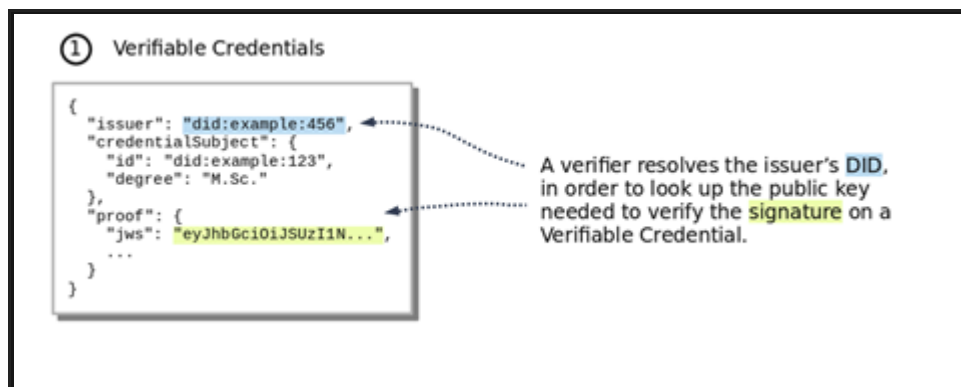 1 Verifiable Credentials
{
"issuer": "did:example:456",
"credentialSubject": {
"id": "did:example:123",
"degree": "M.Sc."
},
"proof": {
"jws": "eyJhbGciOiJSUzI1N...",
...
}
}
A verifier resolves the issuer's DID,
in order to look up the public key
needed to verify the signature on a
Verifiable Credential.